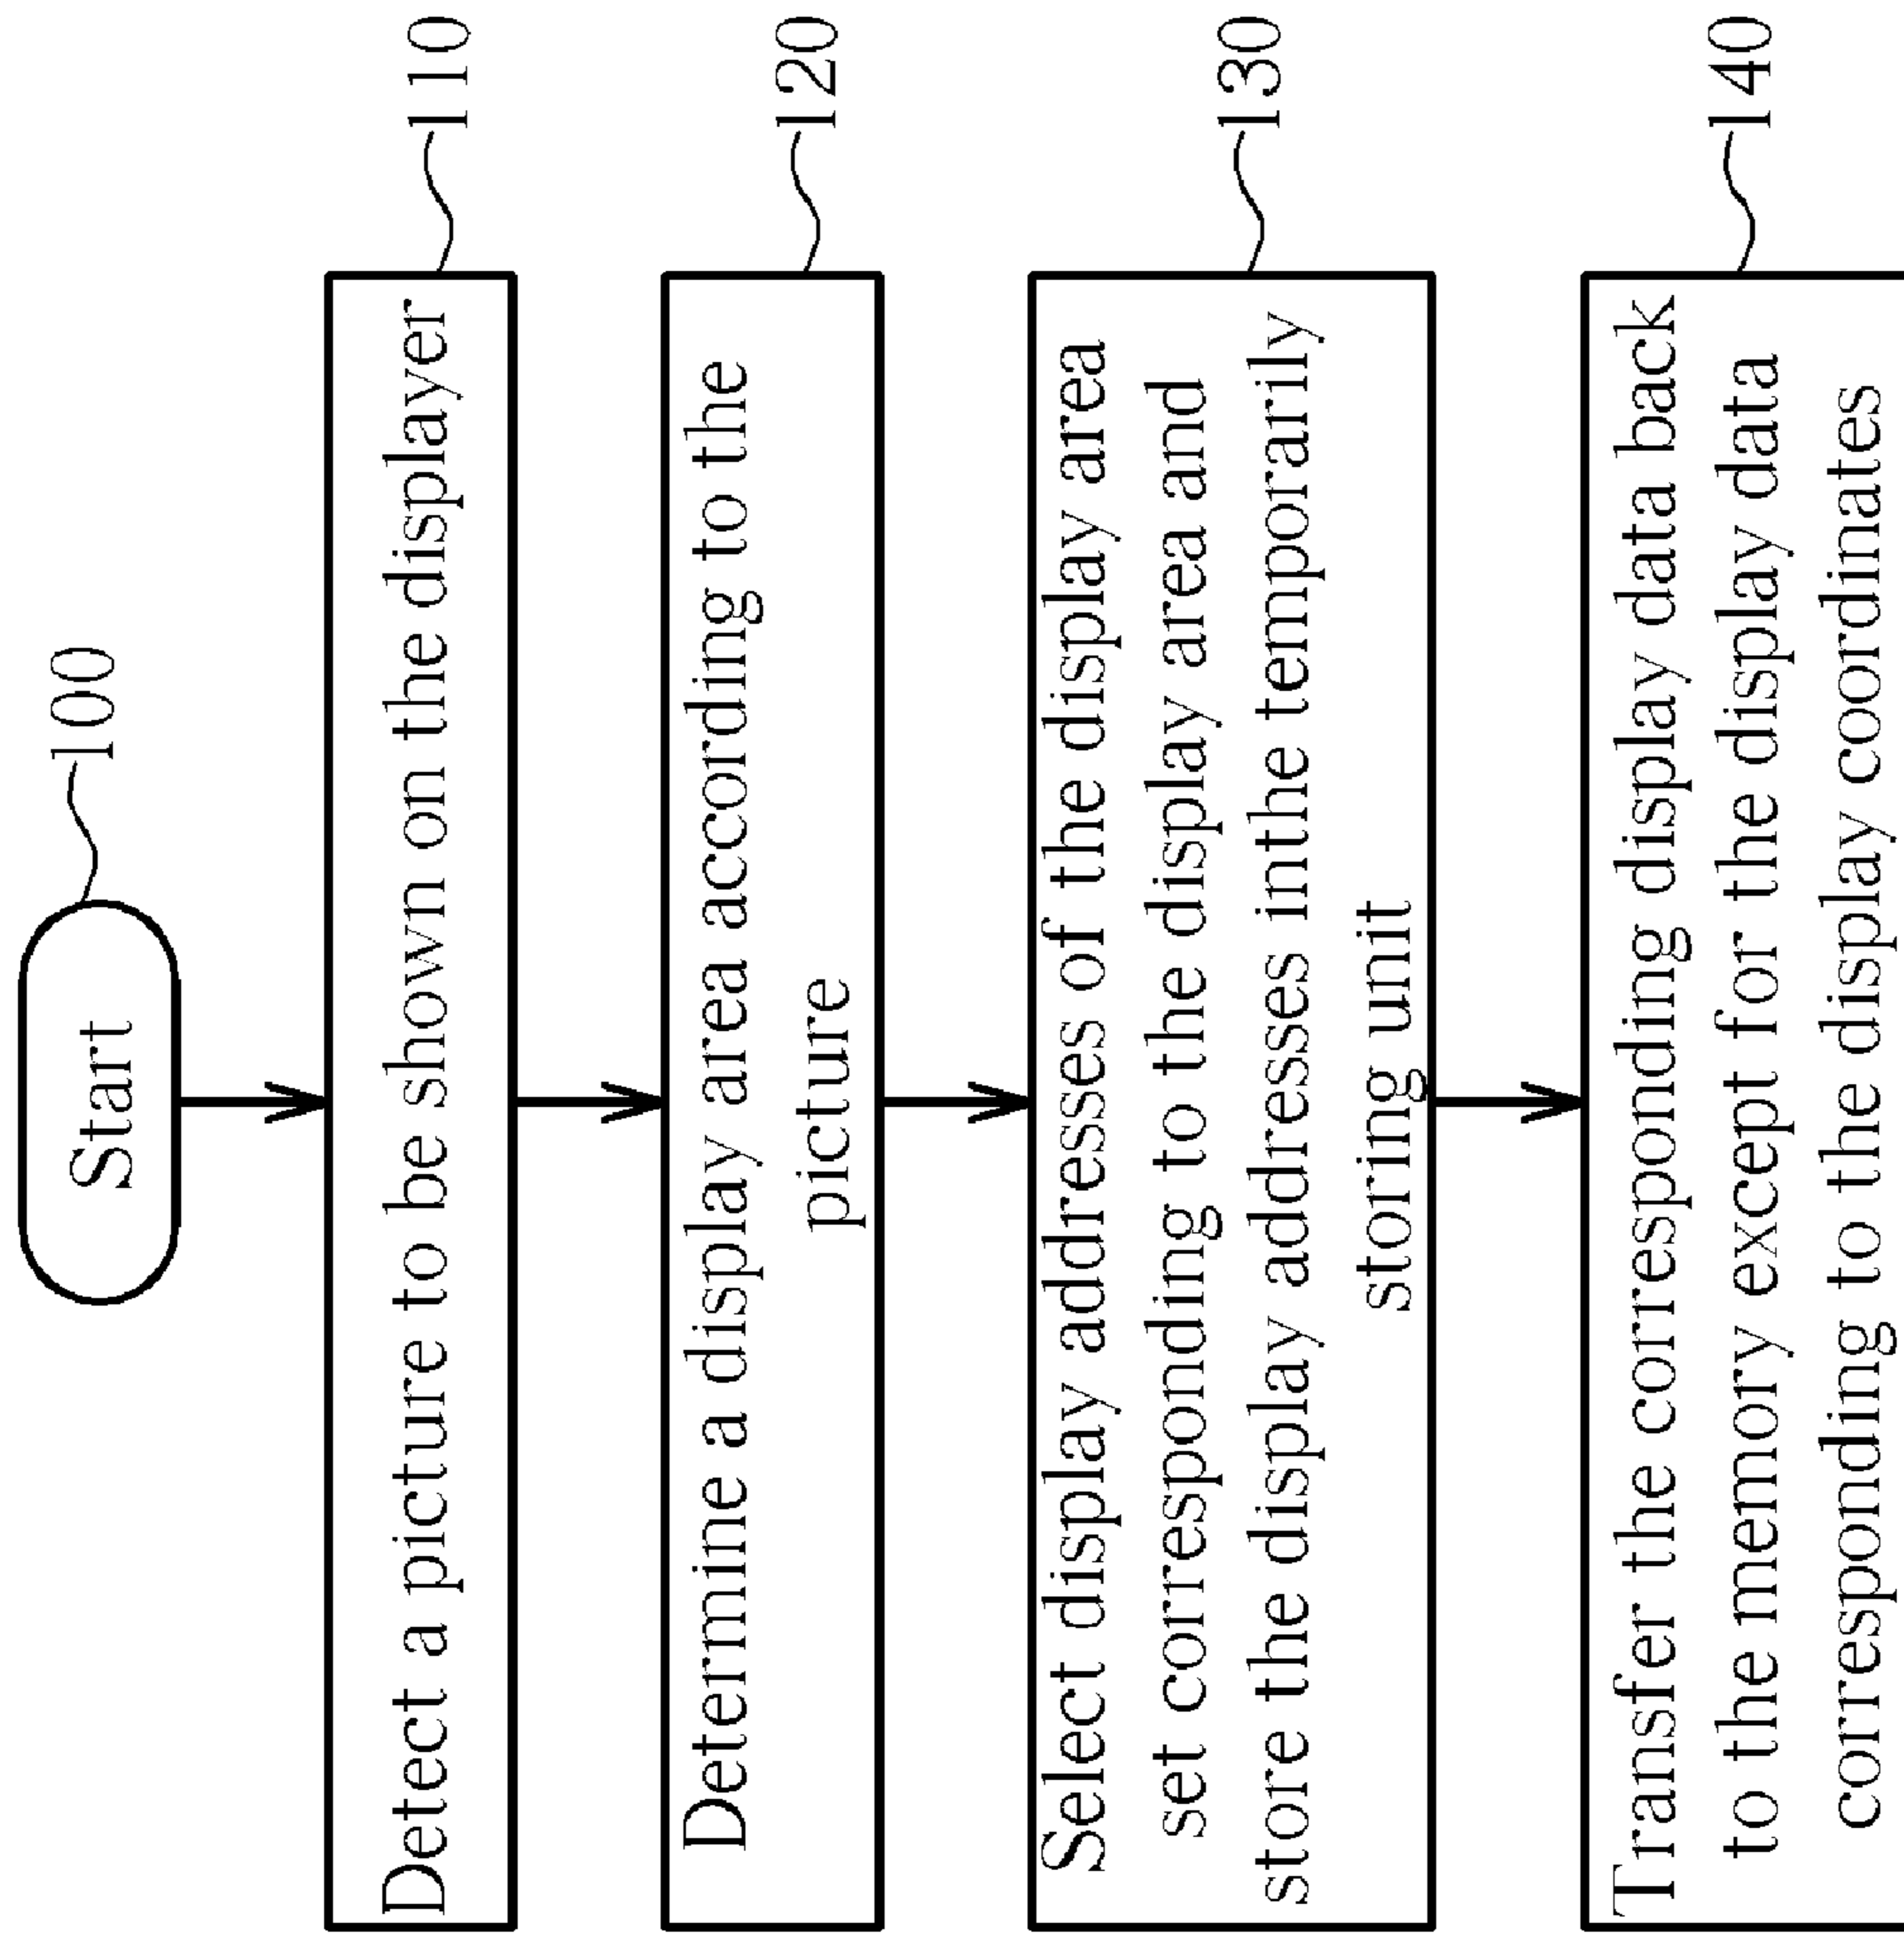 Start
100
Detect a picture to be shown on the displayer
110
Determine a display area according to the
picture
120
Select display addresses of the display area
set corresponding to the display area and
store the display addresses inthe temporarily
storing unit
130
Transfer the corresponding display data back
to the memory except for the display data
corresponding to the display coordinates
140